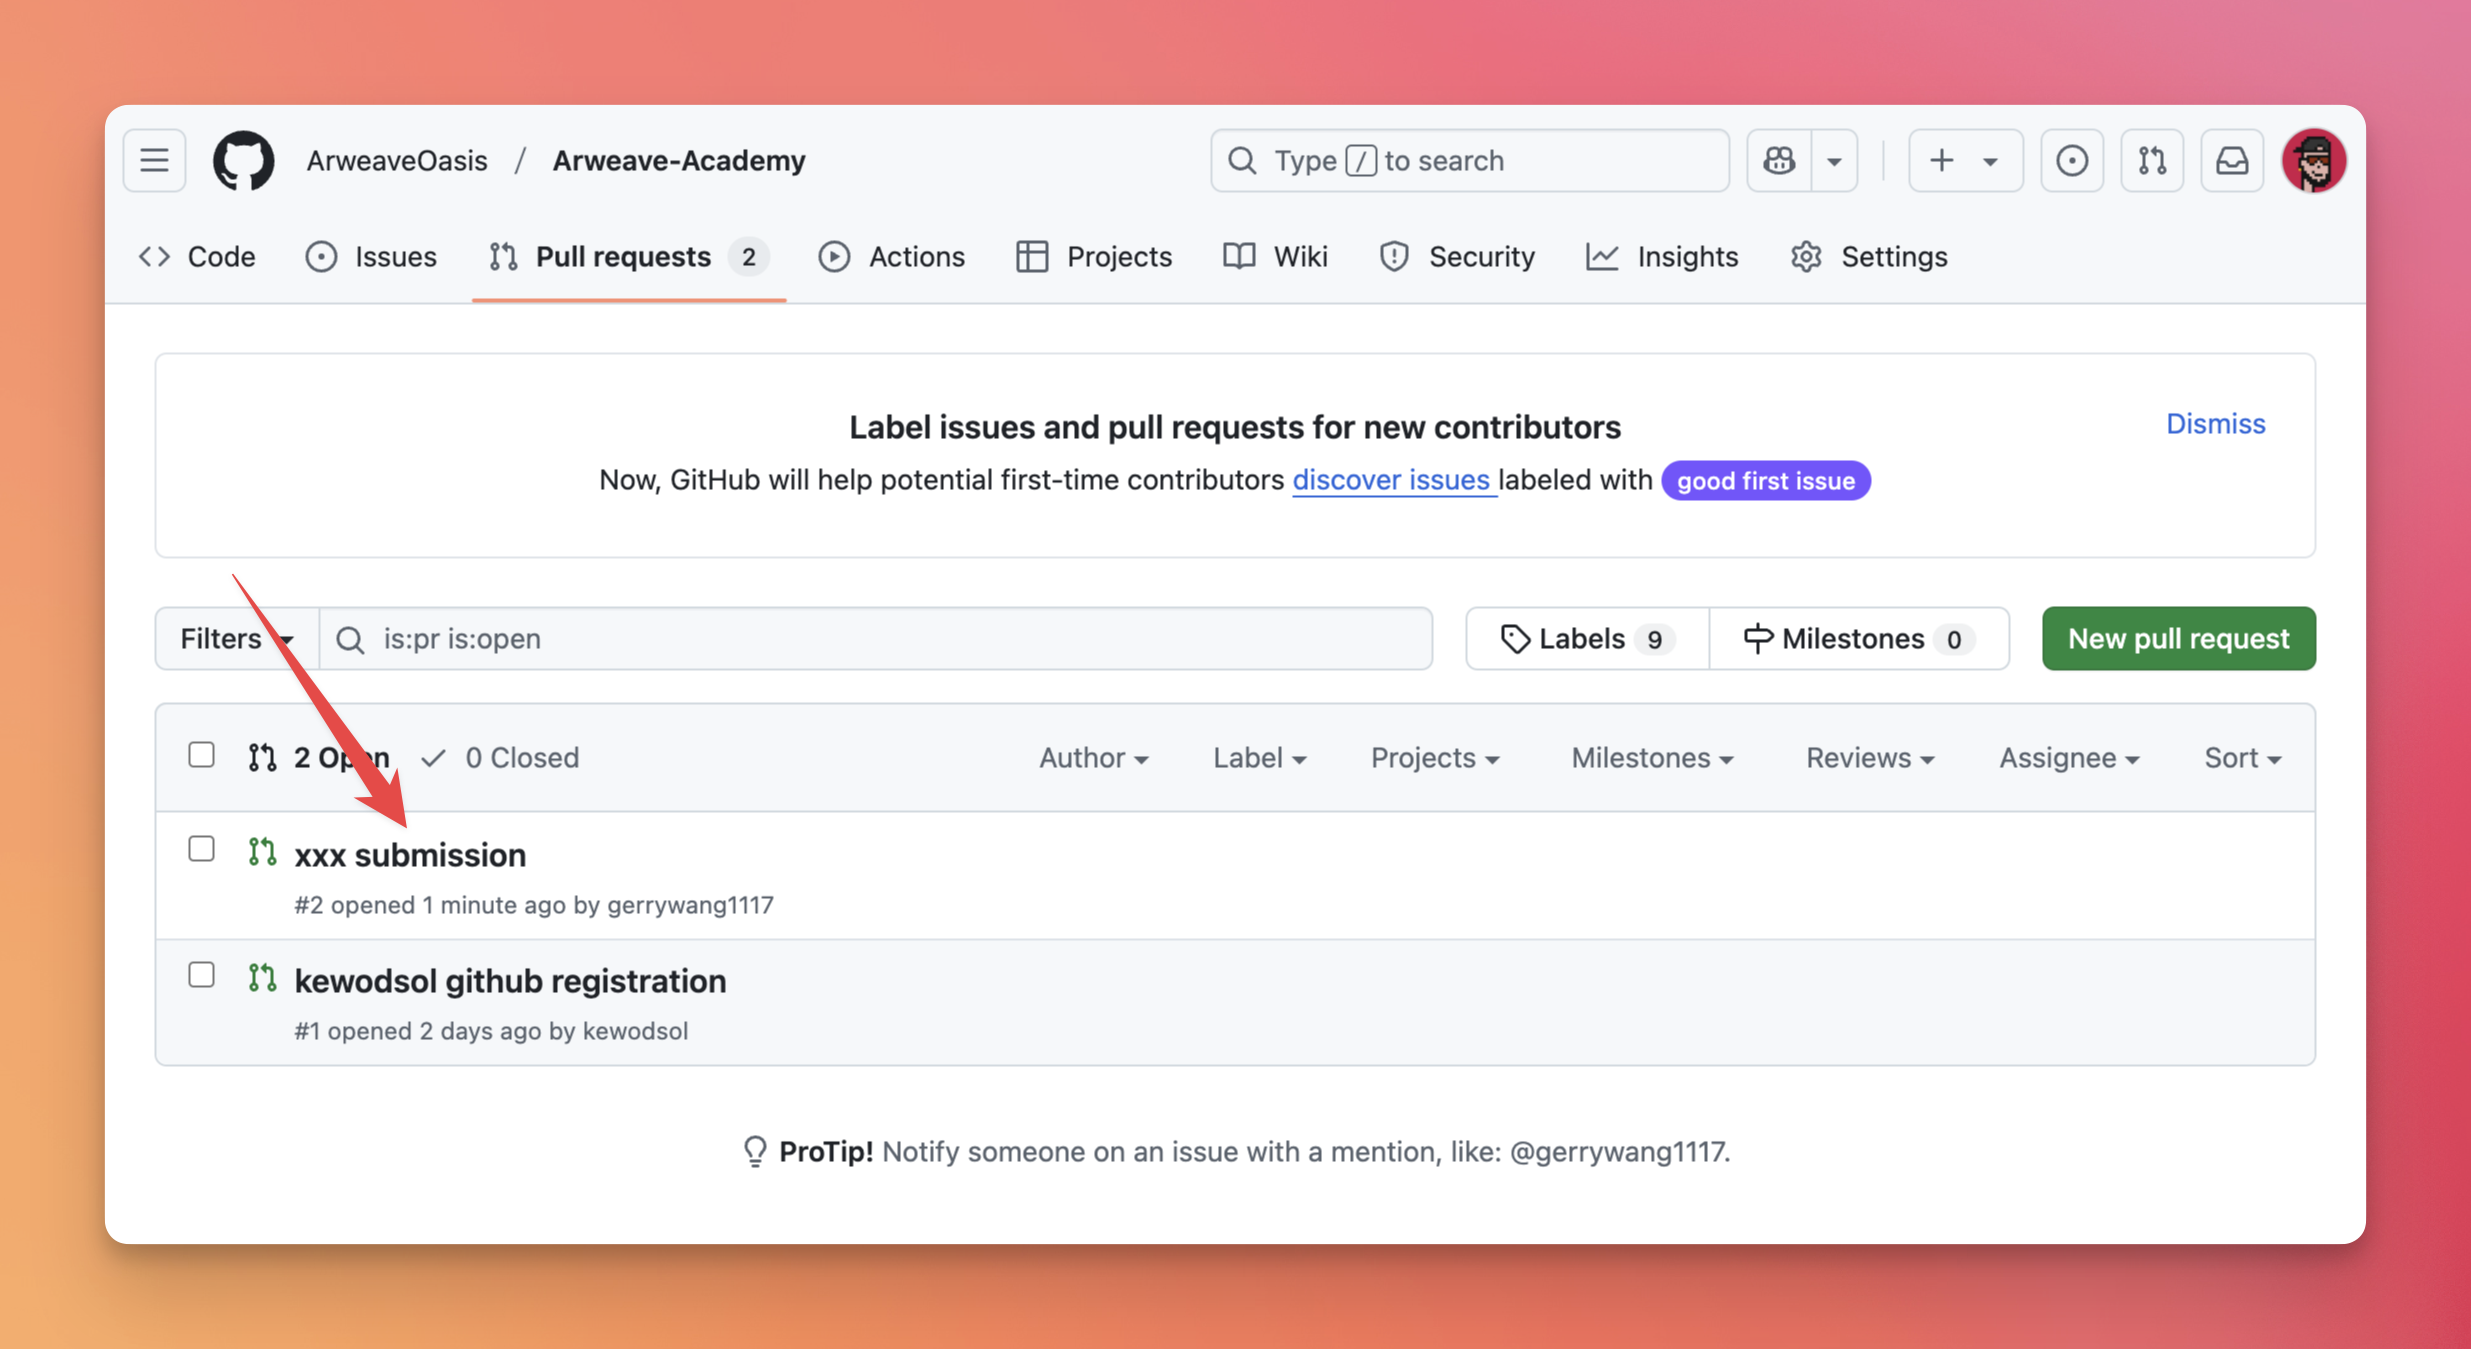 ArweaveOasis / Arweave-Academy
Type / to search
Code
Issues
Pull requests 2
Actions
Projects
Wiki
Security
Insights
Settings
Label issues and pull requests for new contributors
Dismiss
Now, GitHub will help potential first-time contributors discover issues labeled with good first issue
Filters
is:pr is:open
Labels 9
Milestones 0
New pull request
2 Open
0 Closed
Author
Label
Projects
Milestones
Reviews
Assignee
Sort
xxx submission
#2 opened 1 minute ago by gerrywang1117
kewodsol github registration
#1 opened 2 days ago by kewodsol
ProTip! Notify someone on an issue with a mention, like: @gerrywang1117.